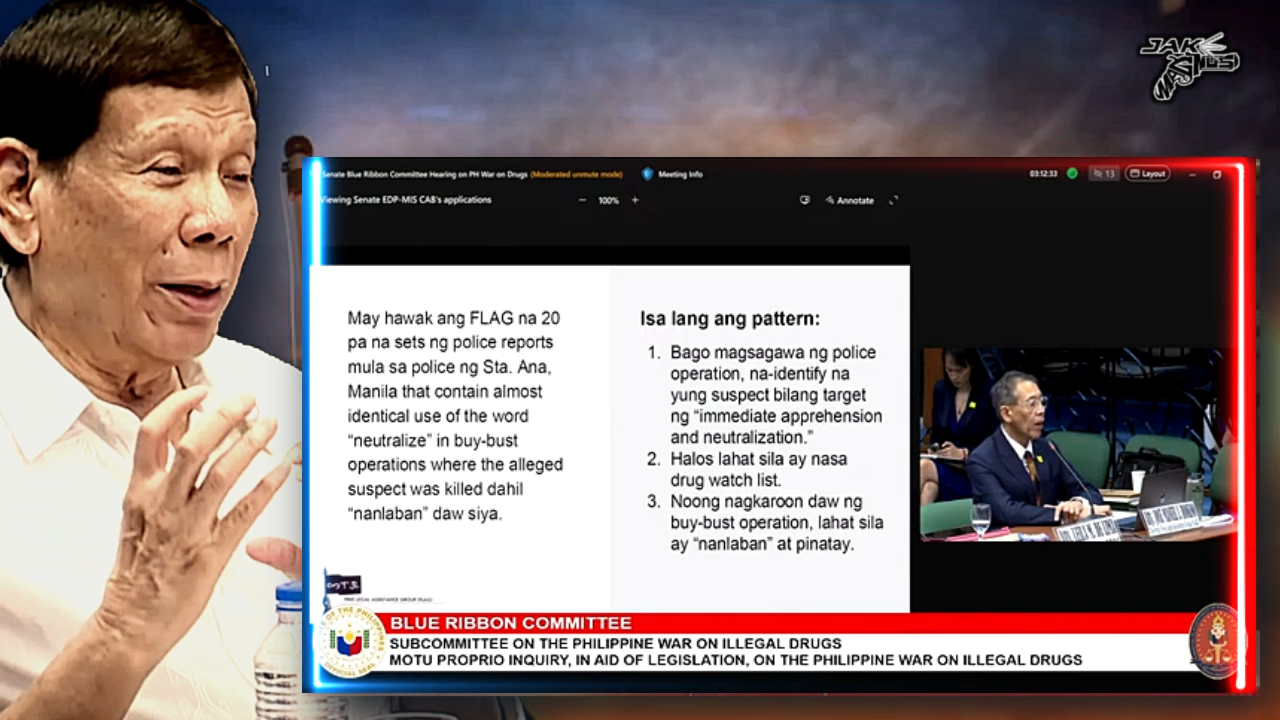 JAK
Senate Blue Ribbon Committee Hearing on PH War on Drugs (Moderated unmute mode)
Meeting Info
03:12:33
13
Layout
Viewing Senate EDP-MIS CAB's applications
100%
Annotate
May hawak ang FLAG na 20
pa na sets ng police reports
mula sa police ng Sta. Ana,
Manila that contain almost
identical use of the word
“neutralize” in buy-bust
operations where the alleged
suspect was killed dahil
“nanlaban” daw siya.
FREE LEGAL ASSISTANCE GROUP (FLAG)
Isa lang ang pattern:
1. Bago magsagawa ng police
operation, na-identify na
yung suspect bilang target
ng “immediate apprehension
and neutralization.”
2. Halos lahat sila ay nasa
drug watch list.
3. Noong nagkaroon daw ng
buy-bust operation, lahat sila
ay “nanlaban” at pinatay.
BLUE RIBBON COMMITTEE
SUBCOMMITTEE ON THE PHILIPPINE WAR ON ILLEGAL DRUGS
MOTU PROPRIO INQUIRY, IN AID OF LEGISLATION, ON THE PHILIPPINE WAR ON ILLEGAL DRUGS